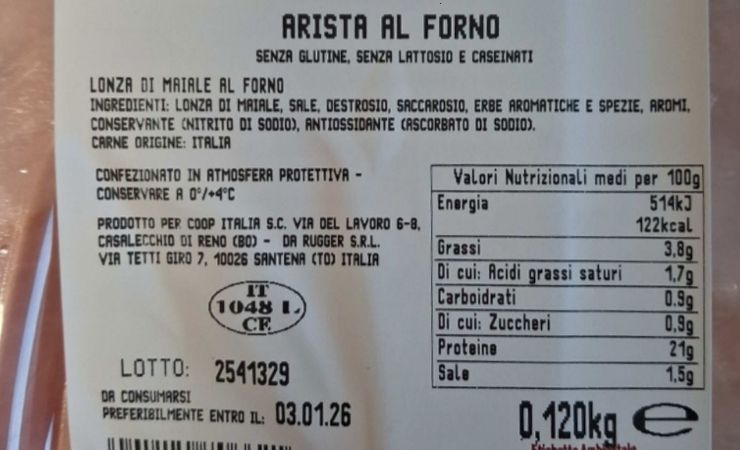 ARISTA AL FORNO
SENZA GLUTINE, SENZA LATTOSIO E CASEINATI
LONZA DI MAIALE AL FORNO
INGREDIENTI: LONZA DI MAIALE, SALE, DESTROSIO, SACCAROSIO, ERBE AROMATICHE E SPEZIE, AROMI,
CONSERVANTE (NITRITO DI SODIO), ANTIOSSIDANTE (ASCORBATO DI SODIO).
CARNE ORIGINE: ITALIA
CONFEZIONATO IN ATMOSFERA PROTETTIVA -
CONSERVARE A 0°/+4°C
PRODOTTO PER COOP ITALIA S.C. VIA DEL LAVORO 6-8,
CASALECCHIO DI RENO (BO) - DA RUGGER S.R.L.
VIA TETTI GIRO 7, 10026 SANTENA (TO) ITALIA
IT
1048 L
CE
LOTTO: 2541329
DA CONSUMARSI
PREFERIBILMENTE ENTRO IL: 03.01.26
Valori Nutrizionali medi per 100g
Energia 514kJ
122kcal
Grassi 3,8g
Di cui: Acidi grassi saturi 1,7g
Carboidrati 0.9g
Di cui: Zuccheri 0,9g
Proteine 21g
Sale 1,5g
0,120kg e
Etichetta Ambientale